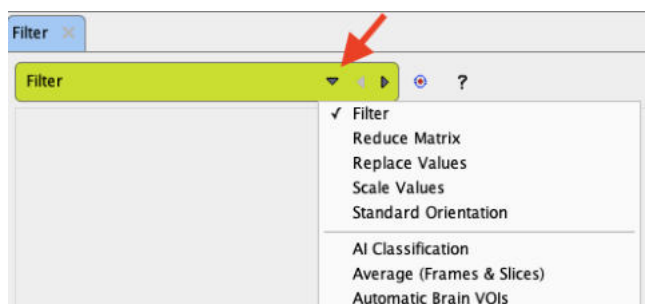 Filter
Filter
?
✓ Filter
Reduce Matrix
Replace Values
Scale Values
Standard Orientation
AI Classification
Average (Frames & Slices)
Automatic Brain VOIs